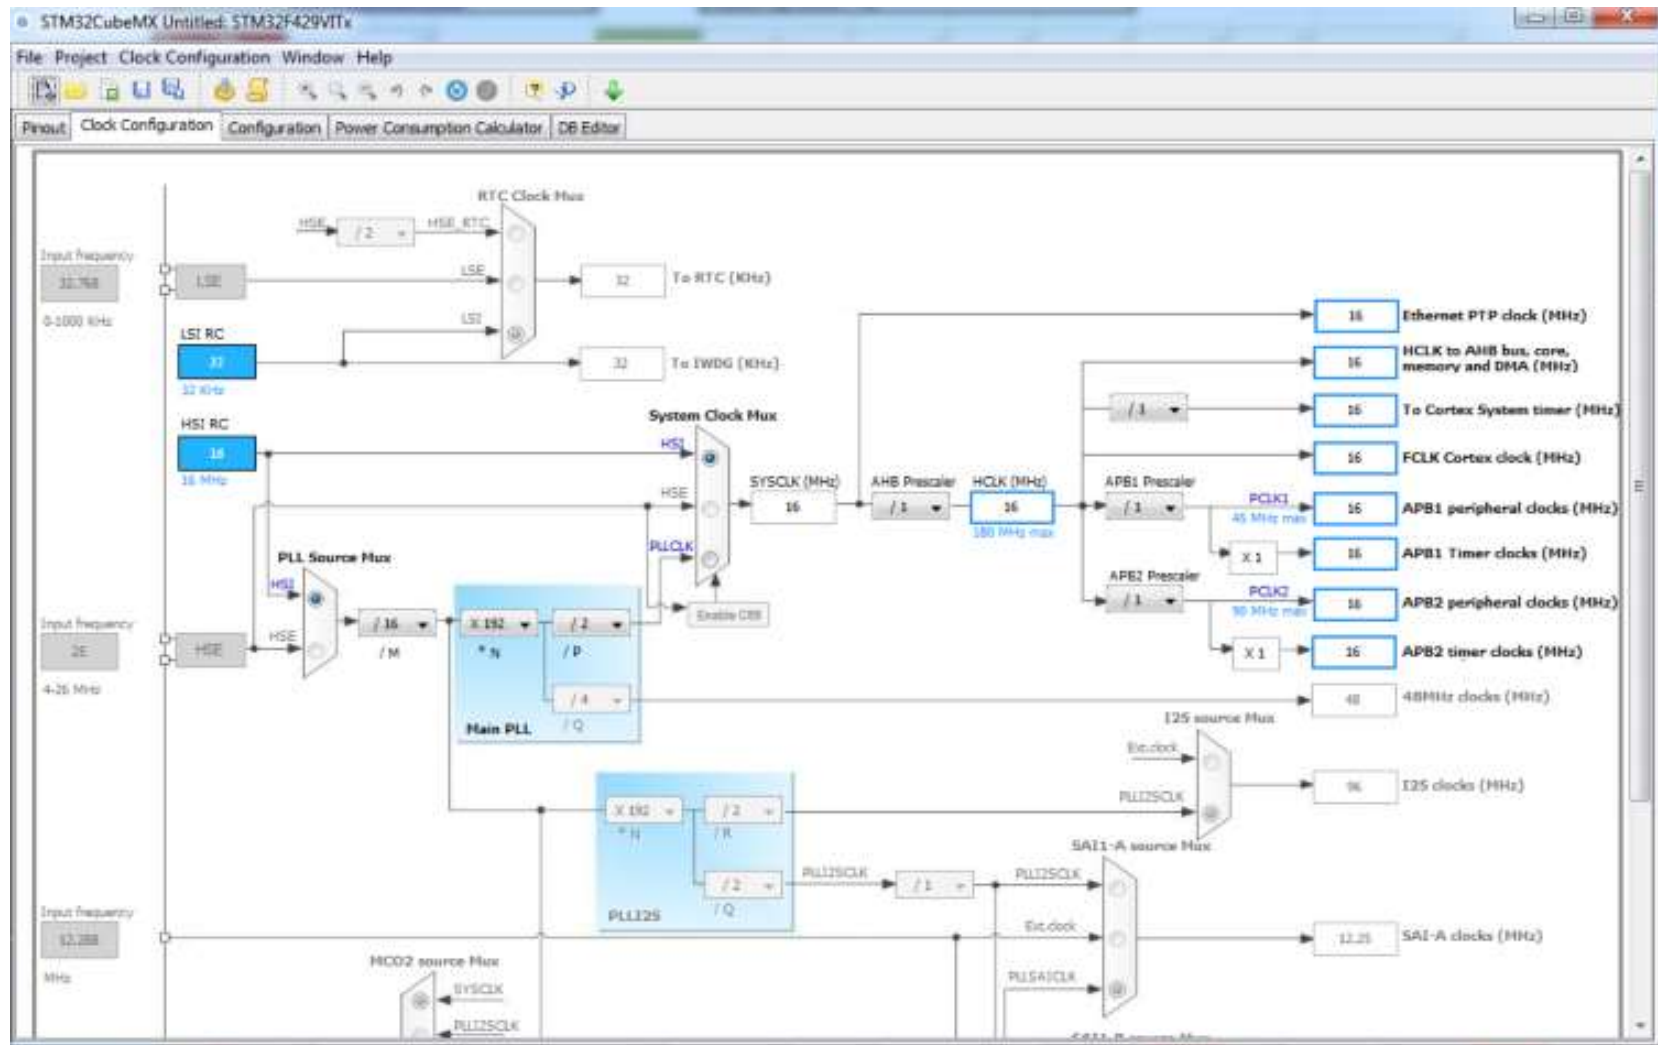 STM32CubeMX Untitled: STM32F429VITx
File Project Clock Configuration Window Help
Pinout Clock Configuration Configuration Power Consumption Calculator DB Editor
RTC Clock Mux
HSE / 2 HSE_RTC
Input frequency
32.768 LSE LSE 32 To RTC (KHz)
0-1000 KHz
LSI
LSI RC
32 32 To IWDG (KHz)
32 KHz
16 Ethernet PTP clock (MHz)
16 HCLK to AHB bus, core,
memory and DMA (MHz)
/ 1 16 To Cortex System timer (MHz)
System Clock Mux
HSI RC
16 HSI 16 FCLK Cortex clock (MHz)
16 MHz
SYSCLK (MHz) AHB Prescaler HCLK (MHz) APB1 Prescaler
HSE 16 / 1 16 / 1 PCLK1 16 APB1 peripheral clocks (MHz)
180 MHz max 45 MHz max
PLLCLK X 1 16 APB1 Timer clocks (MHz)
PLL Source Mux
APB2 Prescaler
HSI / 1 PCLK2 16 APB2 peripheral clocks (MHz)
90 MHz max
Enable CSS
Input frequency
HSE / 16 X 192 / 2
/ M * N / P
HSE X 1 16 APB2 timer clocks (MHz)
4-26 MHz
/ 4 48 48MHz clocks (MHz)
Main PLL / Q
I2S source Mux
Ext.clock
96 I2S clocks (MHz)
PLLI2SCLK
X 192 / 2
* N / R
SAI1-A source Mux
/ 2 PLLI2SCLK / 1 PLLI2SCLK
PLLI2S / Q
Input frequency
12.288 Ext.clock 12.25 SAI-A clocks (MHz)
MHz
PLLSAICLK
MCO2 source Mux
SYSCLK
PLLI2SCLK